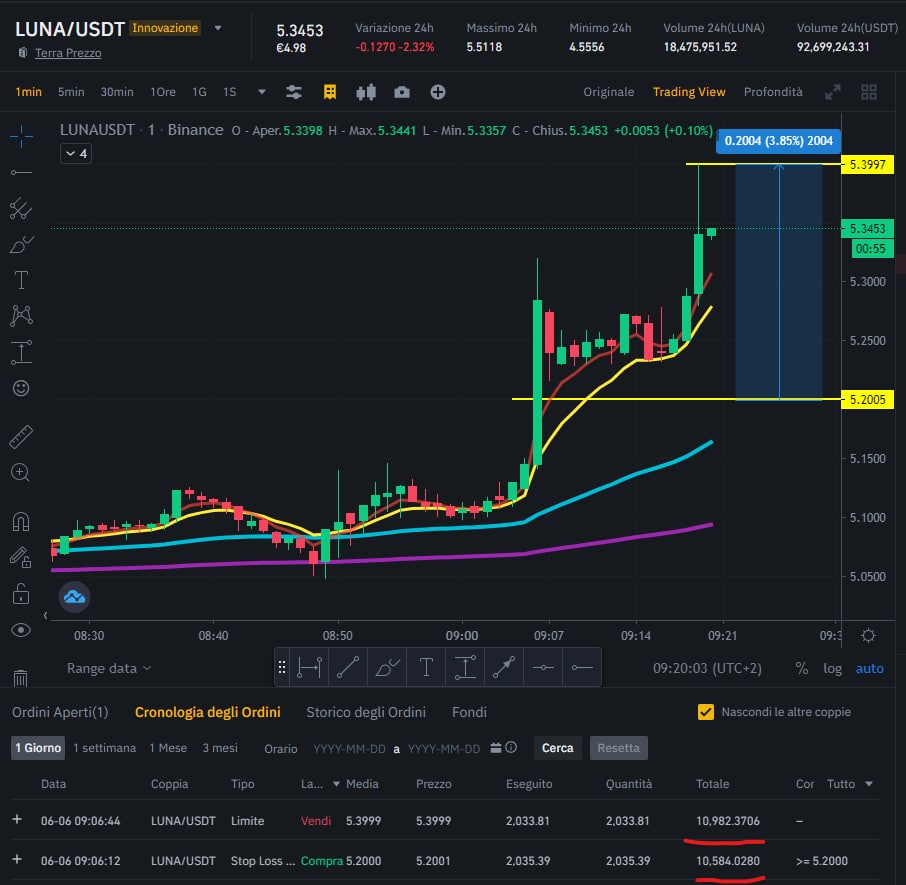 LUNA/USDT Innovazione 5.3453 Variazione 24h Massimo 24h Minimo 24h Volume 24h(LUNA) Volume 24h(USDT)
Terra Prezzo €4.98 -0.1270 -2.32% 5.5118 4.5556 18,475,951.52 92,699,243.31
1min 5min 30min 1Ore 1G 1S Originale Trading View Profondità
LUNAUSDT · 1 · Binance O - Aper.5.3398 H - Max.5.3441 L - Min.5.3357 C - Chius.5.3453 +0.0053 (+0.10%)
0.2004 (3.85%) 2004
4
5.3997
5.3453
00:55
5.3000
5.2500
5.2005
5.1500
5.1000
5.0500
08:30 08:40 08:50 09:00 09:07 09:14 09:21 09:3
Range data T 09:20:03 (UTC+2) % log auto
Ordini Aperti(1) Cronologia degli Ordini Storico degli Ordini Fondi Nascondi le altre coppie
1 Giorno 1 settimana 1 Mese 3 mesi Orario YYYY-MM-DD a YYYY-MM-DD Cerca Resetta
Data Coppia Tipo La... Media Prezzo Eseguito Quantità Totale Cor Tutto
+ 06-06 09:06:44 LUNA/USDT Limite Vendi 5.3999 5.3999 2,033.81 2,033.81 10,982.3706 –
+ 06-06 09:06:12 LUNA/USDT Stop Loss ... Compra 5.2000 5.2001 2,035.39 2,035.39 10,584.0280 >= 5.2000